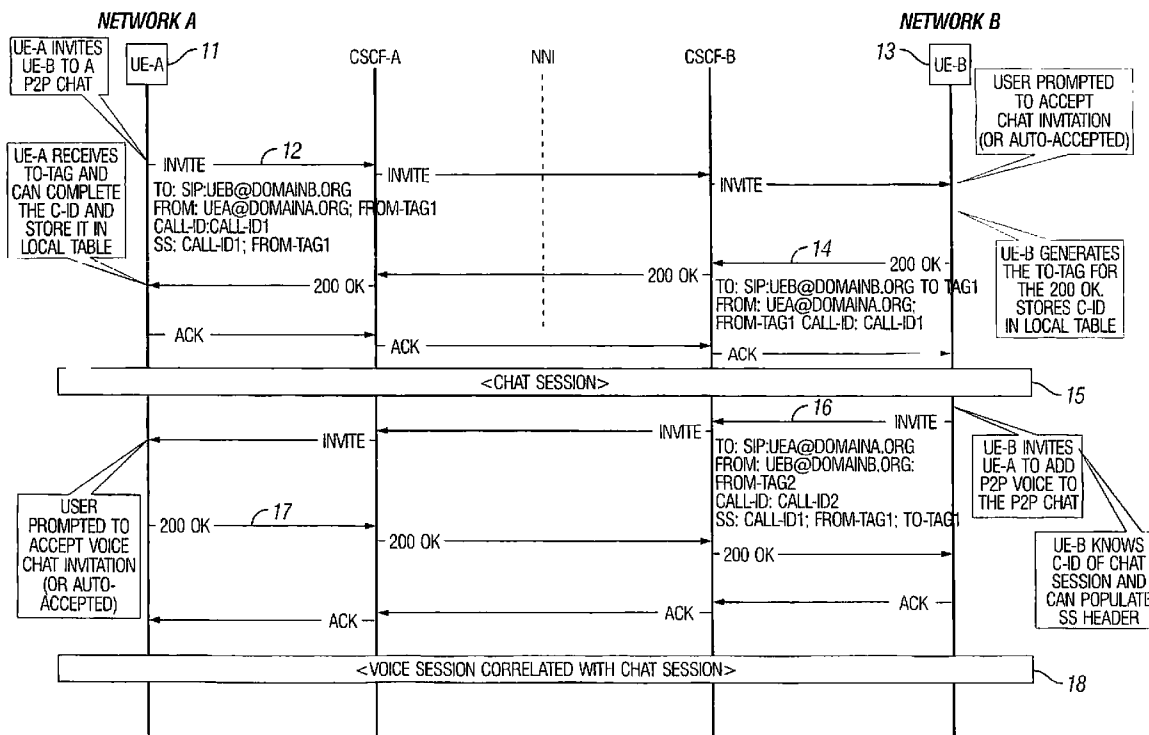 NETWORK A
NETWORK B
11
13
UE-A INVITES
UE-B TO A
P2P CHAT
UE-A
CSCF-A
NNI
CSCF-B
UE-B
USER PROMPTED
TO ACCEPT
CHAT INVITATION
(OR AUTO-ACCEPTED)
UE-A RECEIVES
TO-TAG AND
CAN COMPLETE
THE C-ID AND
STORE IT IN
LOCAL TABLE
INVITE
12
INVITE
INVITE
TO: SIP:UEB@DOMAINB.ORG
FROM: UEA@DOMAINA.ORG; FROM-TAG1
CALL-ID:CALL-ID1
SS: CALL-ID1; FROM-TAG1
14
200 OK
200 OK
200 OK
TO: SIP:UEB@DOMAINB.ORG TO TAG1
FROM: UEA@DOMAINA.ORG;
FROM-TAG1 CALL-ID: CALL-ID1
UE-B GENERATES
THE TO-TAG FOR
THE 200 OK.
STORES C-ID
IN LOCAL TABLE
ACK
ACK
ACK
<CHAT SESSION>
15
16
INVITE
INVITE
INVITE
TO: SIP:UEA@DOMAINA.ORG
FROM: UEB@DOMAINB.ORG:
FROM-TAG2
CALL-ID: CALL-ID2
SS: CALL-ID1; FROM-TAG1; TO-TAG1
UE-B INVITES
UE-A TO ADD
P2P VOICE TO
THE P2P CHAT
USER
PROMPTED TO
ACCEPT VOICE
CHAT INVITATION
(OR AUTO-
ACCEPTED)
200 OK
17
200 OK
200 OK
UE-B KNOWS
C-ID OF CHAT
SESSION AND
CAN POPULATE
SS HEADER
ACK
ACK
ACK
<VOICE SESSION CORRELATED WITH CHAT SESSION>
18